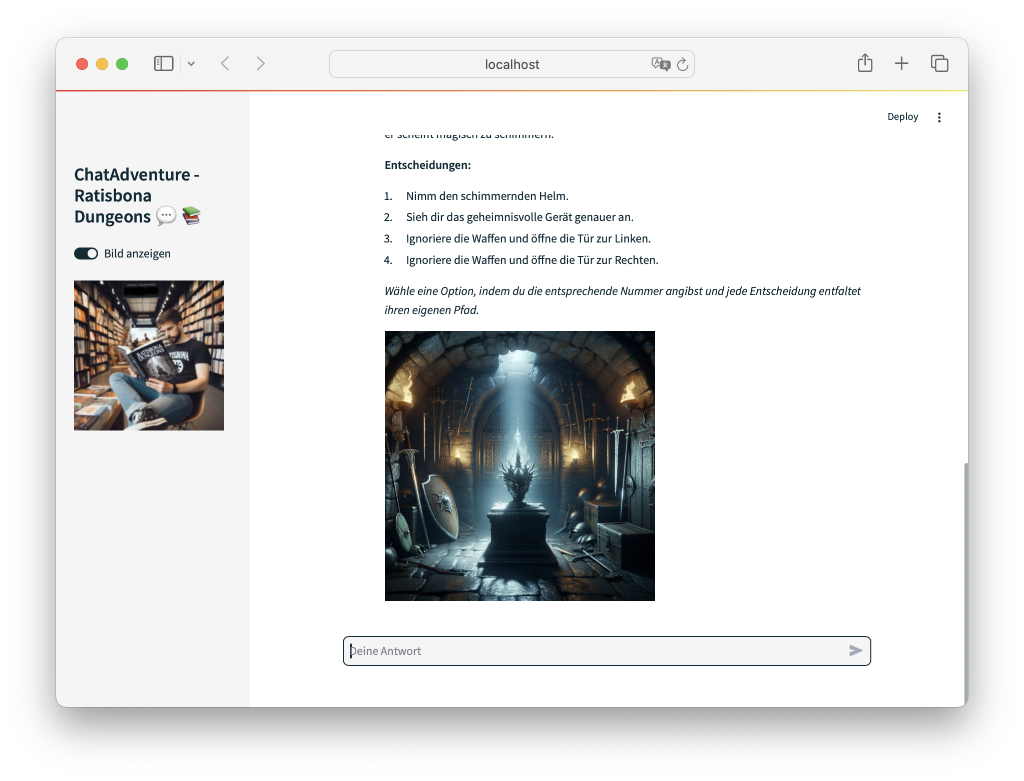 localhost
Deploy
ChatAdventure -
Ratisbona
Dungeons 💬 📚
Bild anzeigen
RATISBONA
DUNGEONS
er scheint magisch zu schimmern.
Entscheidungen:
1. Nimm den schimmernden Helm.
2. Sieh dir das geheimnisvolle Gerät genauer an.
3. Ignoriere die Waffen und öffne die Tür zur Linken.
4. Ignoriere die Waffen und öffne die Tür zur Rechten.
Wähle eine Option, indem du die entsprechende Nummer angibst und jede Entscheidung entfaltet
ihren eigenen Pfad.
Deine Antwort